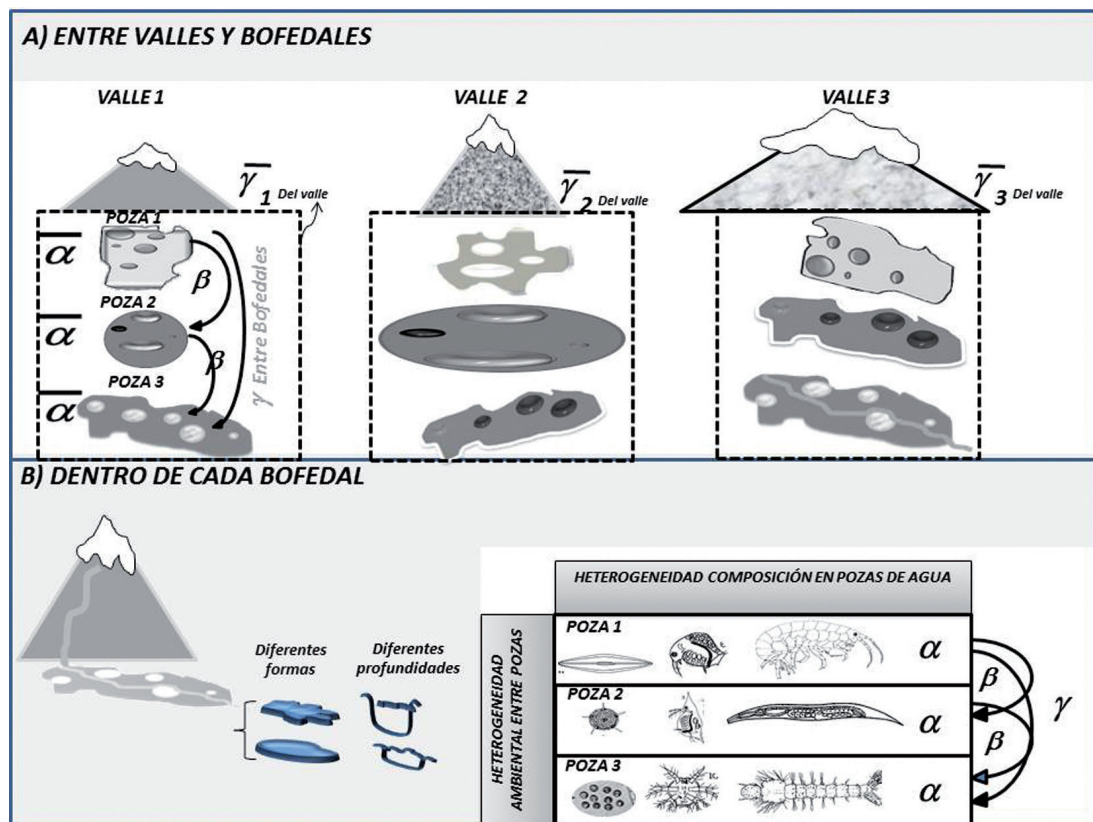 A) ENTRE VALLES Y BOFEDALES
VALLE 1
VALLE 2
VALLE 3
γ 1 Del valle
γ 2 Del valle
γ 3 Del valle
POZA 1
α
β
POZA 2
α
β
POZA 3
α
γ Entre Bofedales
B) DENTRO DE CADA BOFEDAL
Diferentes
formas
Diferentes
profundidades
HETEROGENEIDAD COMPOSICIÓN EN POZAS DE AGUA
HETEROGENEIDAD
AMBIENTAL ENTRE POZAS
POZA 1
α
β
POZA 2
α
β
γ
POZA 3
α